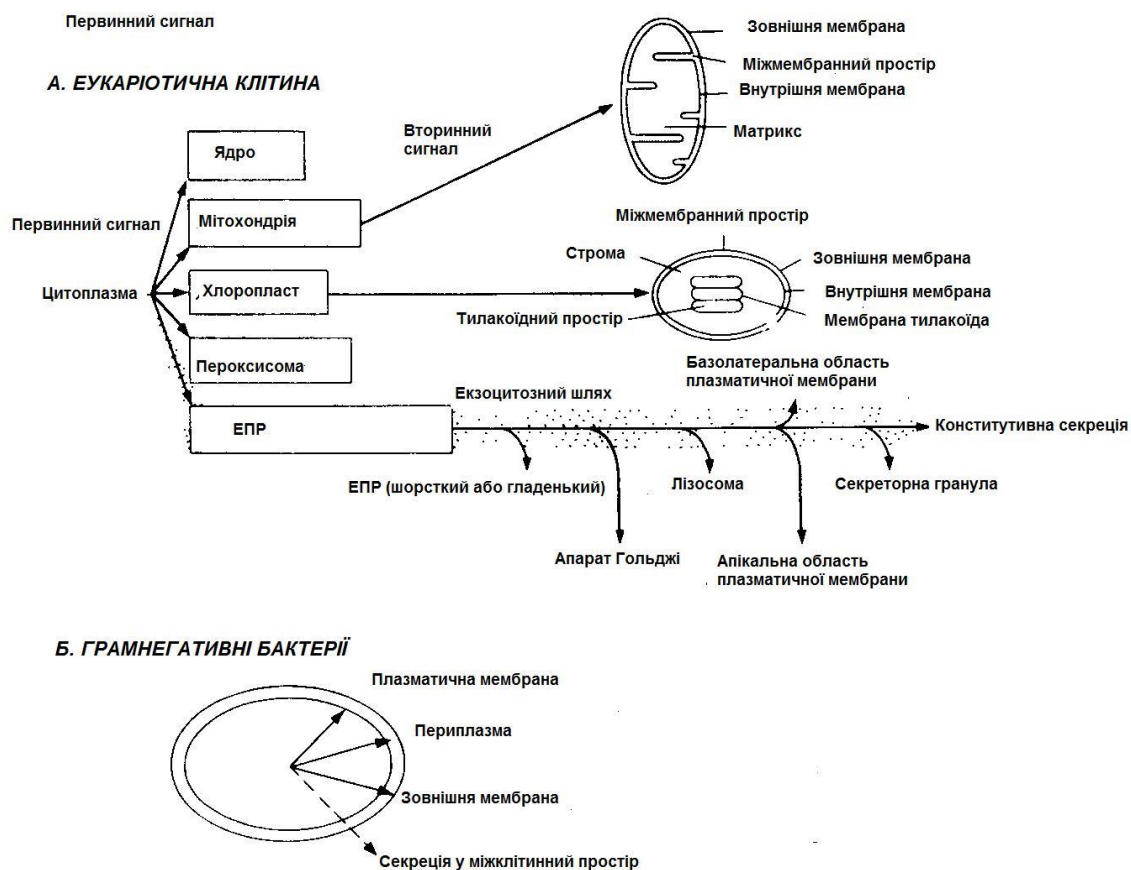 Первинний сигнал
А. ЕУКАРІОТИЧНА КЛІТИНА
Зовнішня мембрана
Міжмембранний простір
Внутрішня мембрана
Матрикс
Вторинний
сигнал
Ядро
Первинний сигнал
Мітохондрія
Міжмембранний простір
Строма
Зовнішня мембрана
Цитоплазма
Хлоропласт
Внутрішня мембрана
Тилакоїдний простір
Мембрана тилакоїда
Пероксисома
Базолатеральна область
плазматичної мембрани
Екзоцитозний шлях
ЕПР
Конститутивна секреція
ЕПР (шорсткий або гладенький)
Лізосома
Секреторна гранула
Апарат Гольджі
Апікальна область
плазматичної мембрани
Б. ГРАМНЕГАТИВНІ БАКТЕРІЇ
Плазматична мембрана
Периплазма
Зовнішня мембрана
Секреція у міжклітинний простір